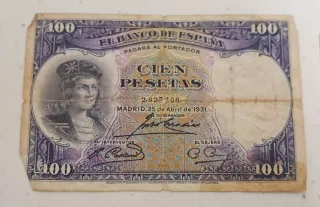 100 EL BANCO DE ESPAÑA 100
PAGARÁ AL PORTADOR
CIEN
PESETAS
MADRID, 25 de Abril de 1931
EL GOBERNADOR
EL INTERVENTOR
EL CAJERO
100 100